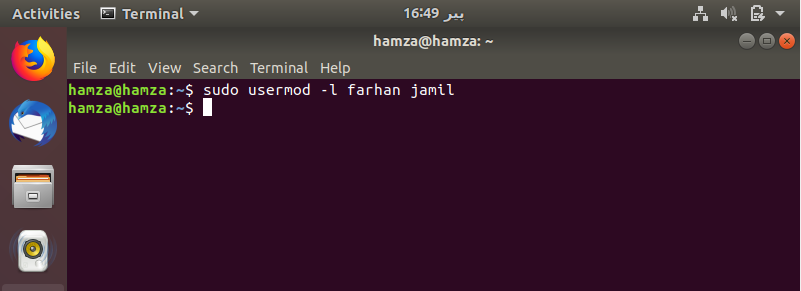 Activities Terminal پیر 16:49
hamza@hamza: ~
File Edit View Search Terminal Help
hamza@hamza:~$ sudo usermod -l farhan jamil
hamza@hamza:~$